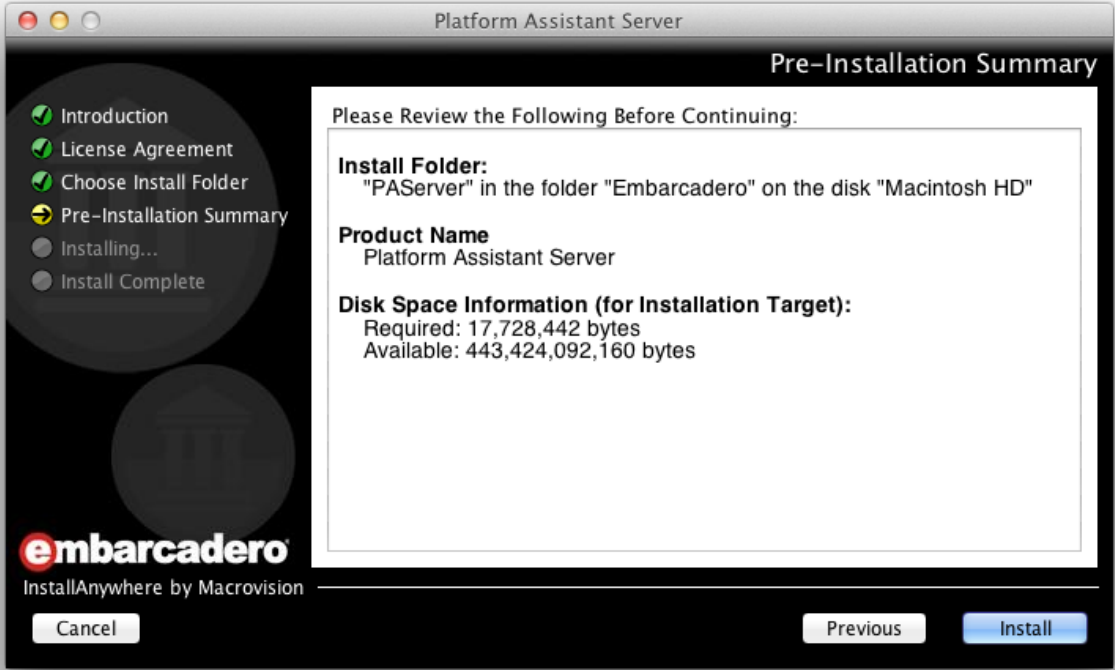 Platform Assistant Server
Pre-Installation Summary
Introduction
License Agreement
Choose Install Folder
Pre-Installation Summary
Installing...
Install Complete
Please Review the Following Before Continuing:
Install Folder:
"PAServer" in the folder "Embarcadero" on the disk "Macintosh HD"
Product Name
Platform Assistant Server
Disk Space Information (for Installation Target):
Required: 17,728,442 bytes
Available: 443,424,092,160 bytes
embarcadero
InstallAnywhere by Macrovision
Cancel
Previous
Install